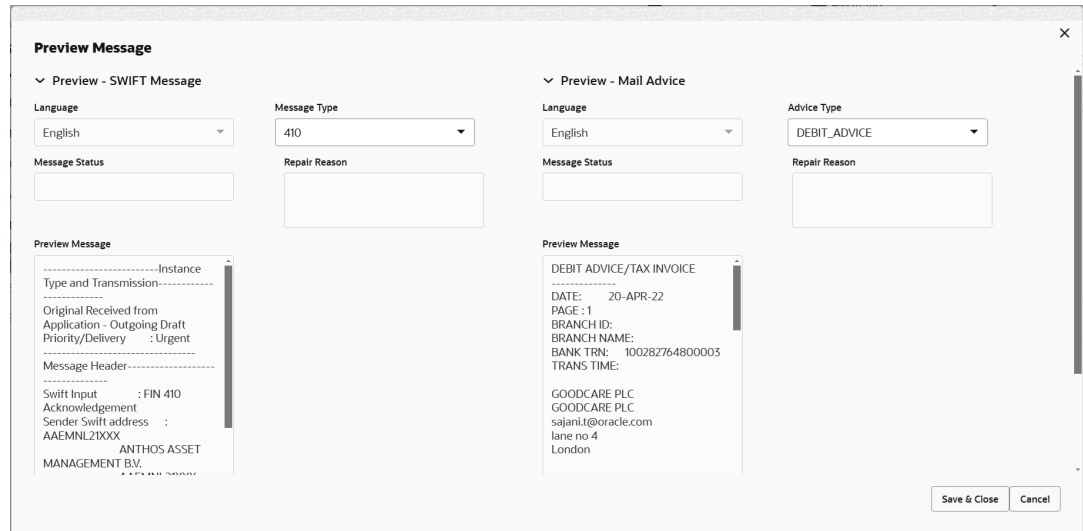 Preview Message
Preview - SWIFT Message
Language
Message Type
English
410
Message Status
Repair Reason
Preview Message
-------------------------Instance
Type and Transmission------------
-------------
Original Received from
Application - Outgoing Draft
Priority/Delivery : Urgent
---------------------------------
Message Header-------------------
--------------
Swift Input : FIN 410
Acknowledgement
Sender Swift address :
AAEMNL21XXX
ANTHOS ASSET
MANAGEMENT B.V.
AAEMNL21XXX
Preview - Mail Advice
Language
Advice Type
English
DEBIT_ADVICE
Message Status
Repair Reason
Preview Message
DEBIT ADVICE/TAX INVOICE
--------------
DATE: 20-APR-22
PAGE : 1
BRANCH ID:
BRANCH NAME:
BANK TRN: 100282764800003
TRANS TIME:
GOODCARE PLC
GOODCARE PLC
sajani.t@oracle.com
lane no 4
London
Save & Close
Cancel